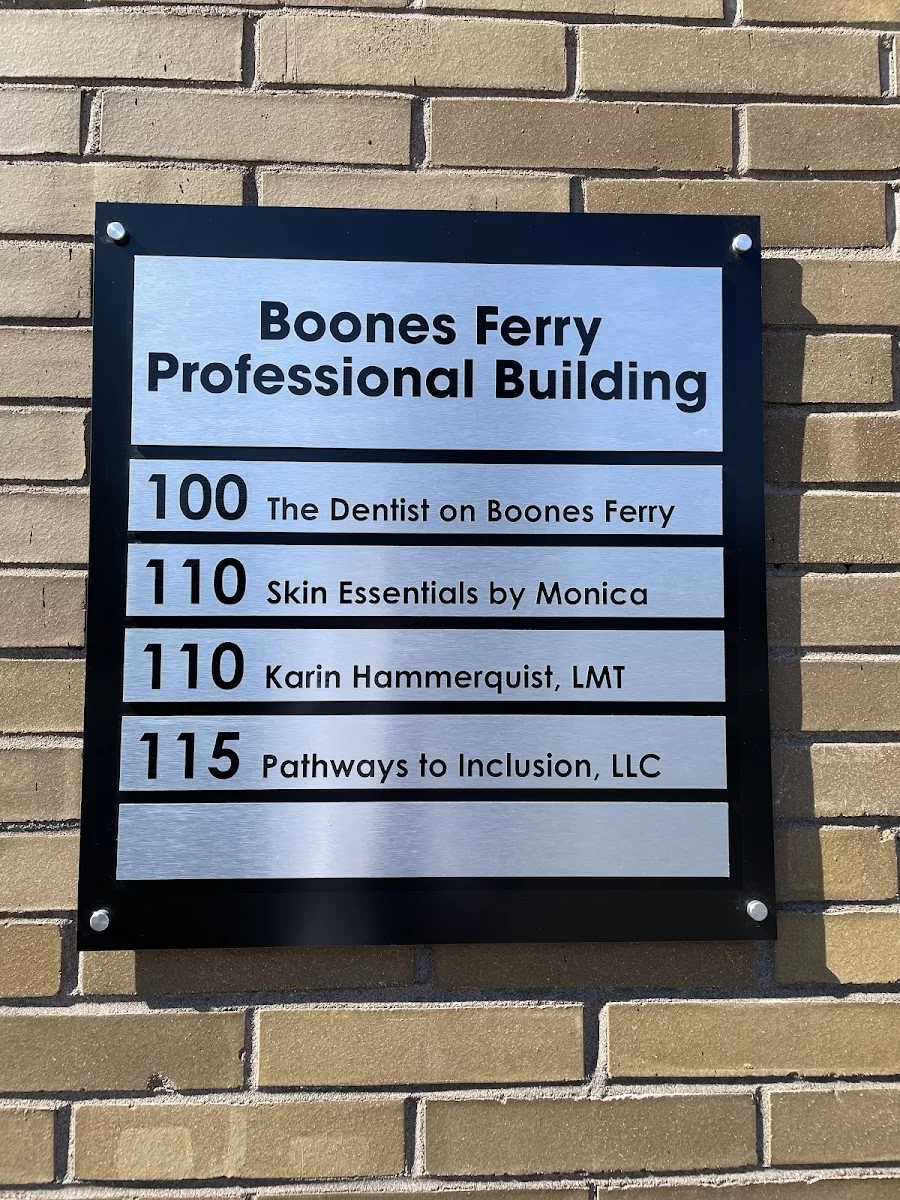 Boones Ferry
Professional Building
100 The Dentist on Boones Ferry
110 Skin Essentials by Monica
110 Karin Hammerquist, LMT
115 Pathways to Inclusion, LLC